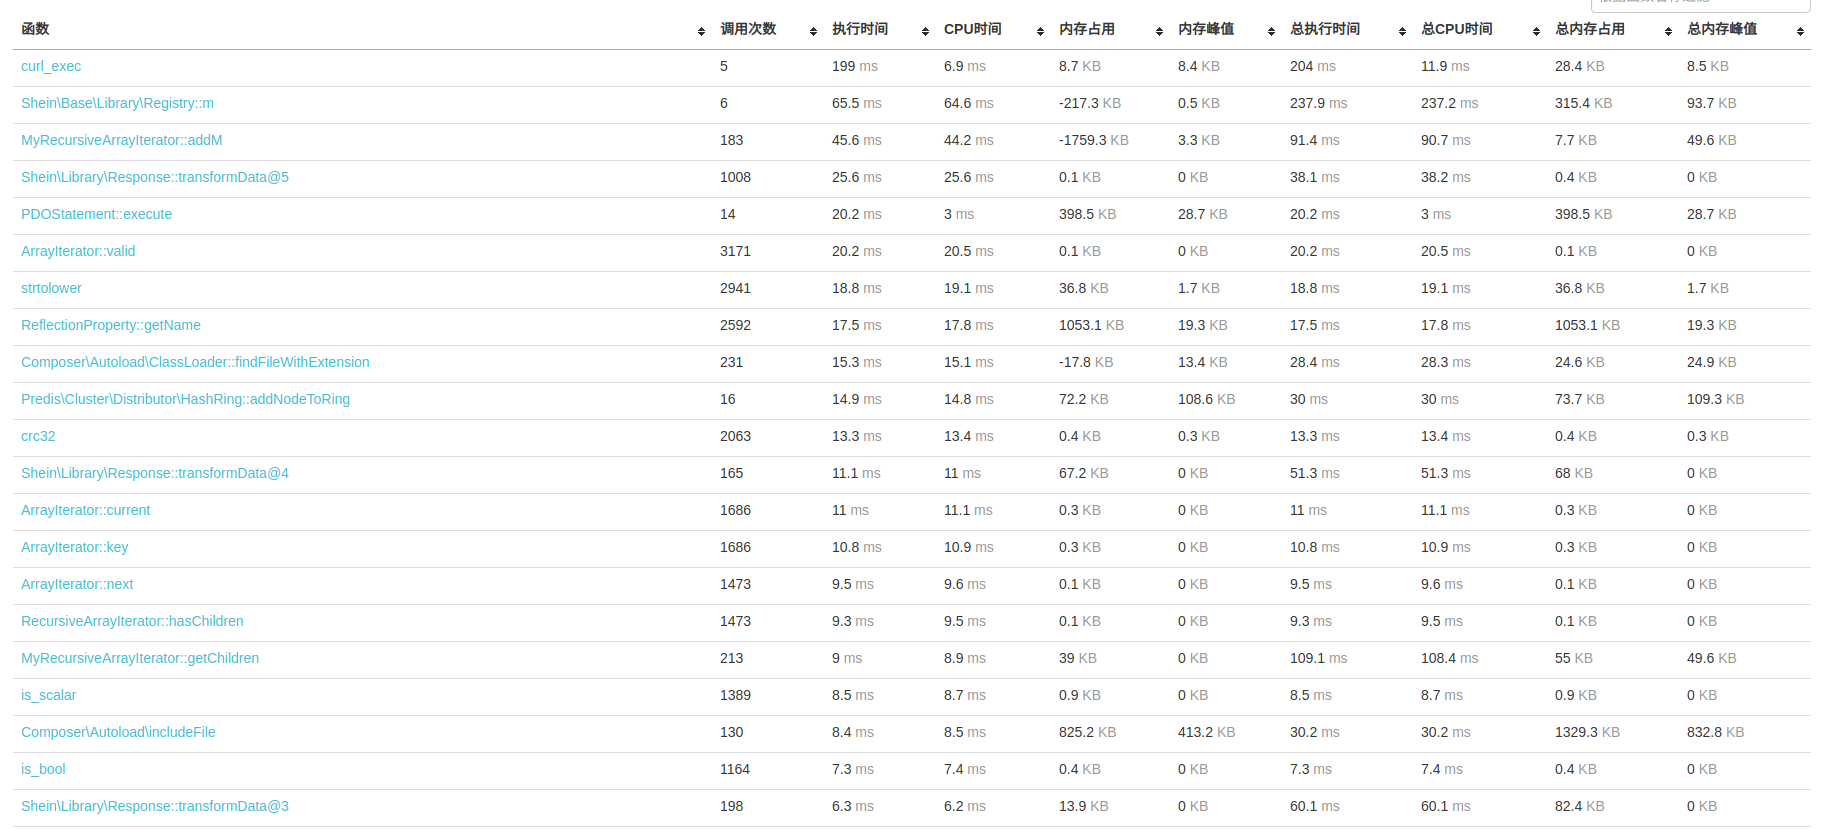 函数 调用次数 执行时间 CPU时间 内存占用 内存峰值 总执行时间 总CPU时间 总内存占用 总内存峰值
curl_exec 5 199 ms 6.9 ms 8.7 KB 8.4 KB 204 ms 11.9 ms 28.4 KB 8.5 KB
Shein\Base\Library\Registry::m 6 65.5 ms 64.6 ms -217.3 KB 0.5 KB 237.9 ms 237.2 ms 315.4 KB 93.7 KB
MyRecursiveArrayIterator::addM 183 45.6 ms 44.2 ms -1759.3 KB 3.3 KB 91.4 ms 90.7 ms 7.7 KB 49.6 KB
Shein\Library\Response::transformData@5 1008 25.6 ms 25.6 ms 0.1 KB 0 KB 38.1 ms 38.2 ms 0.4 KB 0 KB
PDOStatement::execute 14 20.2 ms 3 ms 398.5 KB 28.7 KB 20.2 ms 3 ms 398.5 KB 28.7 KB
ArrayIterator::valid 3171 20.2 ms 20.5 ms 0.1 KB 0 KB 20.2 ms 20.5 ms 0.1 KB 0 KB
strtolower 2941 18.8 ms 19.1 ms 36.8 KB 1.7 KB 18.8 ms 19.1 ms 36.8 KB 1.7 KB
ReflectionProperty::getName 2592 17.5 ms 17.8 ms 1053.1 KB 19.3 KB 17.5 ms 17.8 ms 1053.1 KB 19.3 KB
Composer\Autoload\ClassLoader::findFileWithExtension 231 15.3 ms 15.1 ms -17.8 KB 13.4 KB 28.4 ms 28.3 ms 24.6 KB 24.9 KB
Predis\Cluster\Distributor\HashRing::addNodeToRing 16 14.9 ms 14.8 ms 72.2 KB 108.6 KB 30 ms 30 ms 73.7 KB 109.3 KB
crc32 2063 13.3 ms 13.4 ms 0.4 KB 0.3 KB 13.3 ms 13.4 ms 0.4 KB 0.3 KB
Shein\Library\Response::transformData@4 165 11.1 ms 11 ms 67.2 KB 0 KB 51.3 ms 51.3 ms 68 KB 0 KB
ArrayIterator::current 1686 11 ms 11.1 ms 0.3 KB 0 KB 11 ms 11.1 ms 0.3 KB 0 KB
ArrayIterator::key 1686 10.8 ms 10.9 ms 0.3 KB 0 KB 10.8 ms 10.9 ms 0.3 KB 0 KB
ArrayIterator::next 1473 9.5 ms 9.6 ms 0.1 KB 0 KB 9.5 ms 9.6 ms 0.1 KB 0 KB
RecursiveArrayIterator::hasChildren 1473 9.3 ms 9.5 ms 0.1 KB 0 KB 9.3 ms 9.5 ms 0.1 KB 0 KB
MyRecursiveArrayIterator::getChildren 213 9 ms 8.9 ms 39 KB 0 KB 109.1 ms 108.4 ms 55 KB 49.6 KB
is_scalar 1389 8.5 ms 8.7 ms 0.9 KB 0 KB 8.5 ms 8.7 ms 0.9 KB 0 KB
Composer\Autoload\includeFile 130 8.4 ms 8.5 ms 825.2 KB 413.2 KB 30.2 ms 30.2 ms 1329.3 KB 832.8 KB
is_bool 1164 7.3 ms 7.4 ms 0.4 KB 0 KB 7.3 ms 7.4 ms 0.4 KB 0 KB
Shein\Library\Response::transformData@3 198 6.3 ms 6.2 ms 13.9 KB 0 KB 60.1 ms 60.1 ms 82.4 KB 0 KB